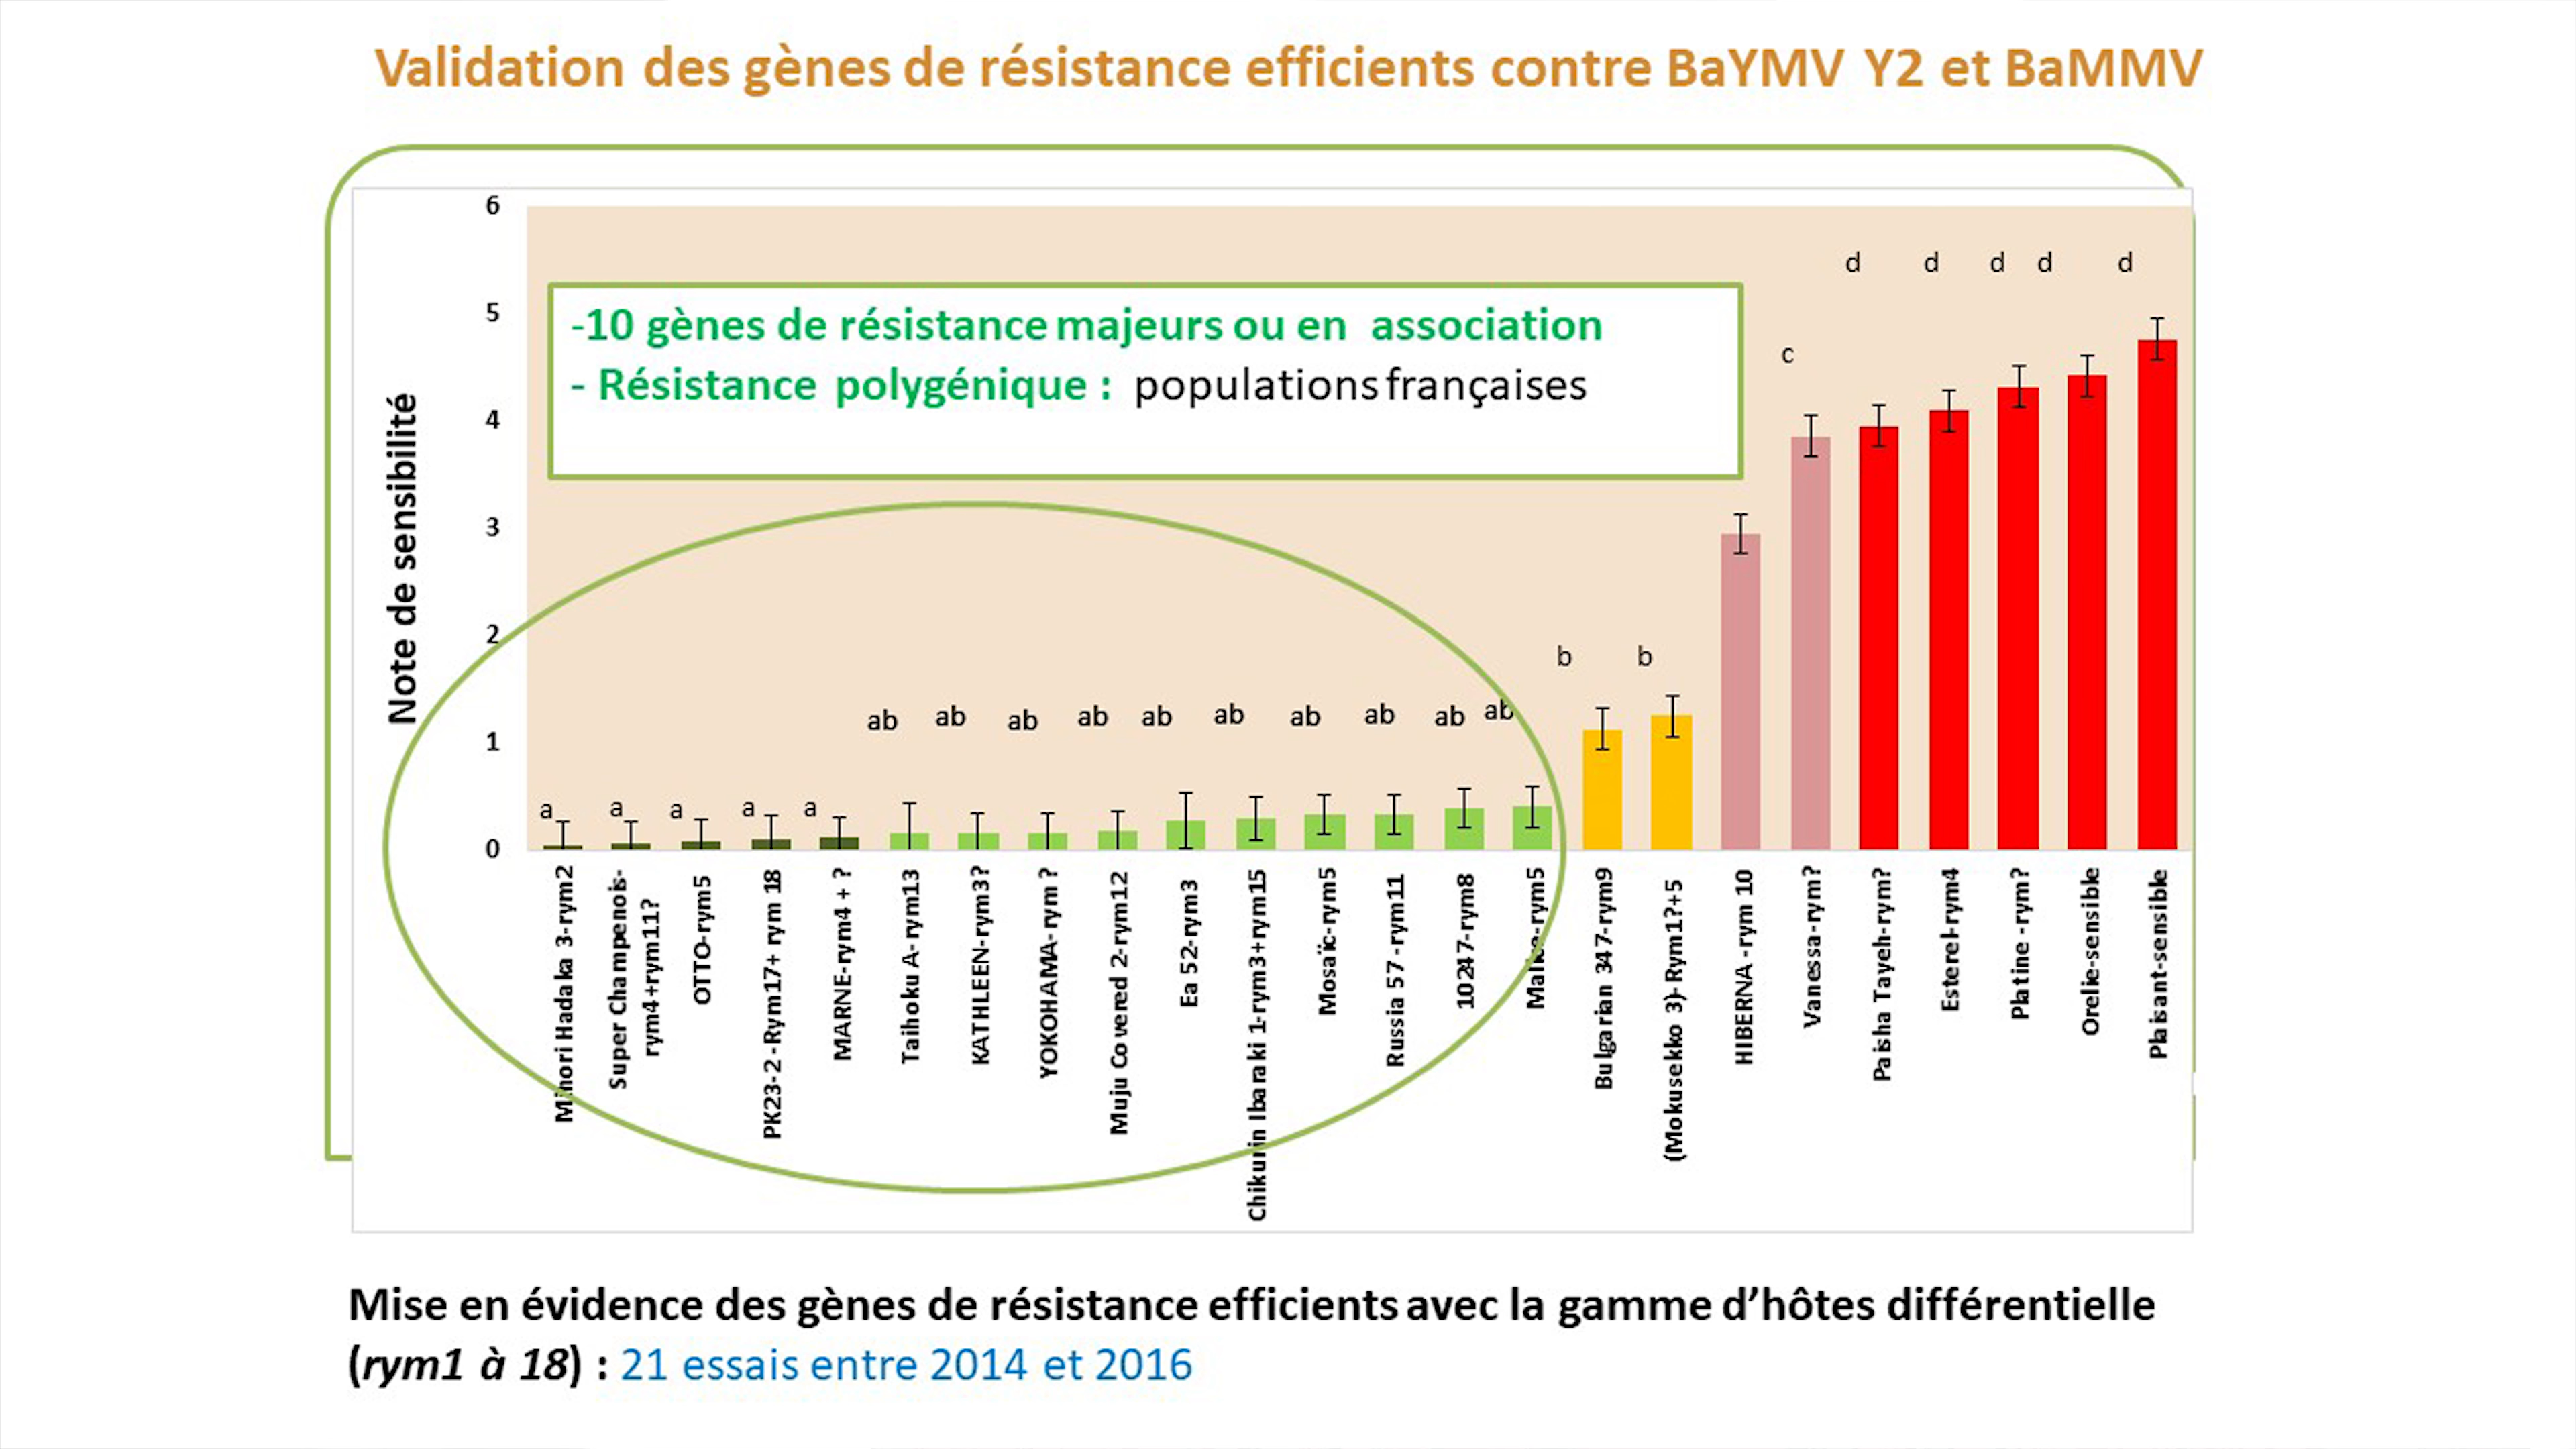 Validation des gènes de résistance efficients contre BaYMV Y2 et BaMMV
-10 gènes de résistance majeurs ou en association
- Résistance polygénique : populations françaises
Note de sensibilité
6
5
4
3
2
1
0
a
a
a
a
a
ab
ab
ab
ab
ab
ab
ab
ab
ab
ab
b
b
c
d
d
d
d
d
Minori Hadaka 3-rym2
Super Champenois-
rym4+rym11?
OTTO-rym5
PK23-2 -Rym17+ rym 18
MARNE-rym4 + ?
Taihoku A- rym13
KATHLEEN-rym3?
YOKOHAMA- rym ?
Muju Covered 2-rym12
Ea 52-rym3
Chikurin Ibaraki 1-rym3+rym15
Mosaïc-rym5
Russia 57 -rym11
10247-rym8
-rym5
Bulgarian 347-rym9
(Mokusekko 3)-Rym1?+5
HIBERNA -rym 10
Vanessa-rym?
Paisha Tayeh-rym?
Esterel-rym4
Platine -rym?
Orelie-sensible
Plaisant-sensible
Mise en évidence des gènes de résistance efficients avec la gamme d’hôtes différentielle
(rym1 à 18) : 21 essais entre 2014 et 2016